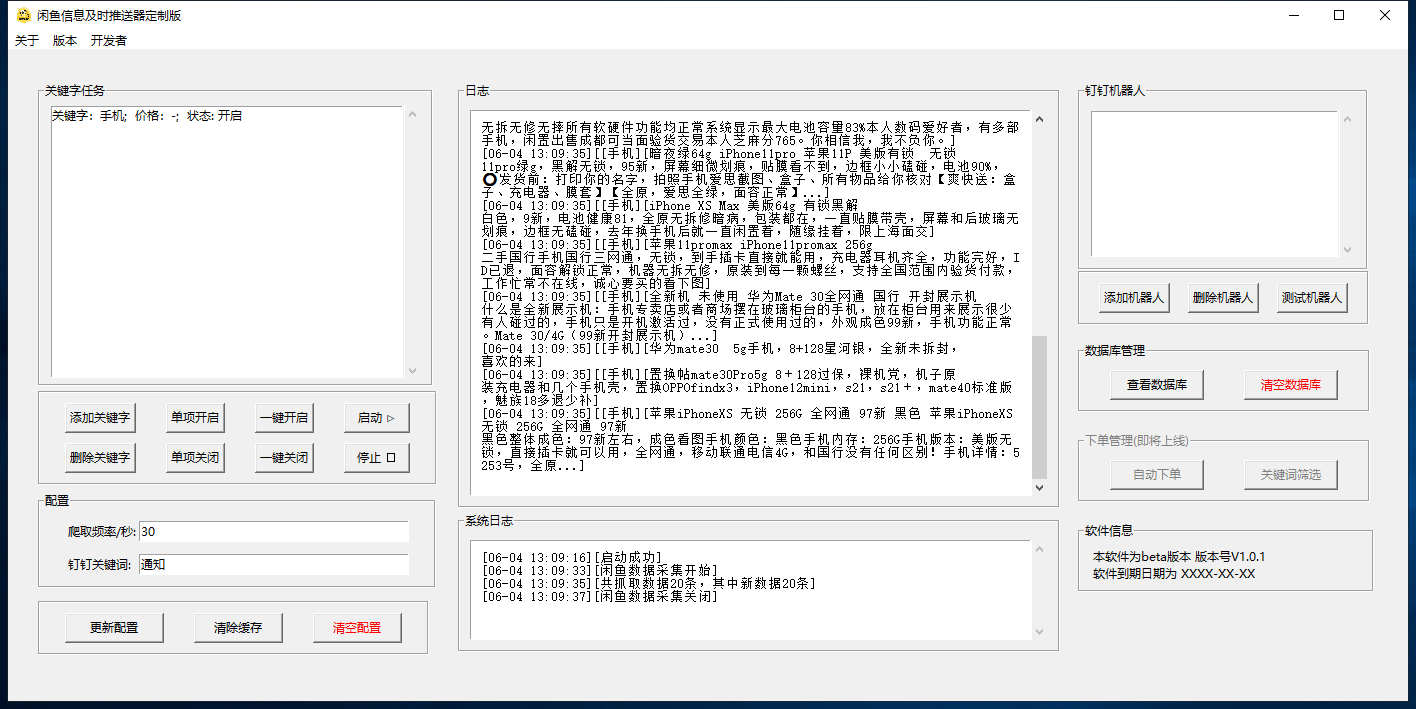 闲鱼信息及时推送器定制版
关于 版本 开发者
关键字任务
关键字: 手机; 价格: -; 状态: 开启
添加关键字 单项开启 一键开启 启动 ▷
删除关键字 单项关闭 一键关闭 停止 口
配置
爬取频率/秒: 30
钉钉关键词: 通知
更新配置 清除缓存 清空配置
日志
无拆无修无摔所有软硬件功能均正常系统显示最大电池容量83%本人数码爱好者，有多部
手机，闲置出售成都可当面验货交易本人芝麻分765。你相信我，我不负你。]
[06-04 13:09:35][[手机][暗夜绿64g iPhone11pro 苹果11P 美版有锁 无锁
11pro绿g，黑解无锁，95新，屏幕细微划痕，贴膜看不到，边框小小磕碰，电池90%，
⭕发货前：打印你的名字，拍照手机爱思截图、盒子、所有物品给你核对【爽快送：盒
子、充电器、膜套】【全原，爱思全绿，面容正常】...]
[06-04 13:09:35][[手机][iPhone XS Max 美版64g 有锁黑解
白色，9新，电池健康81，全原无拆修暗病，包装都在，一直贴膜带壳，屏幕和后玻璃无
划痕，边框无磕碰，去年换手机后就一直闲置着，随缘挂着，限上海面交]
[06-04 13:09:35][[手机][苹果11promax iPhone11promax 256g
二手国行手机国行三网通，无锁，到手插卡直接就能用，充电器耳机齐全，功能完好，I
D已退，面容解锁正常，机器无拆无修，原装到每一颗螺丝，支持全国范围内验货付款，
工作忙常不在线，诚心要买的看下图]
[06-04 13:09:35][[手机][全新机 未使用 华为Mate 30全网通 国行 开封展示机
什么是全新展示机：手机专卖店或者商场摆在玻璃柜台的手机，放在柜台用来展示很少
有人碰过的，手机只是开机激活过，没有正式使用过的，外观成色99新，手机功能正常
。Mate 30/4G（99新开封展示机）...]
[06-04 13:09:35][[手机][华为mate30 5g手机，8+128星河银，全新未拆封，
喜欢的来]
[06-04 13:09:35][[手机][置换帖mate30Pro5g 8＋128过保，裸机党，机子原
装充电器和几个手机壳，置换OPPOfindx3，iPhone12mini，s21，s21＋，mate40标准版
，魅族18多退少补]
[06-04 13:09:35][[手机][苹果iPhoneXS 无锁 256G 全网通 97新 黑色 苹果iPhoneXS
无锁 256G 全网通 97新
黑色整体成色：97新左右，成色看图手机颜色：黑色手机内存：256G手机版本：美版无
锁，直接插卡就可以用，全网通，移动联通电信4G，和国行没有任何区别！手机详情：5
253号，全原...]
系统日志
[06-04 13:09:16][启动成功]
[06-04 13:09:33][闲鱼数据采集开始]
[06-04 13:09:35][共抓取数据20条，其中新数据20条]
[06-04 13:09:37][闲鱼数据采集关闭]
钉钉机器人
添加机器人 删除机器人 测试机器人
数据库管理
查看数据库 清空数据库
下单管理(即将上线)
自动下单 关键词筛选
软件信息
本软件为beta版本 版本号V1.0.1
软件到期日期为 XXXX-XX-XX